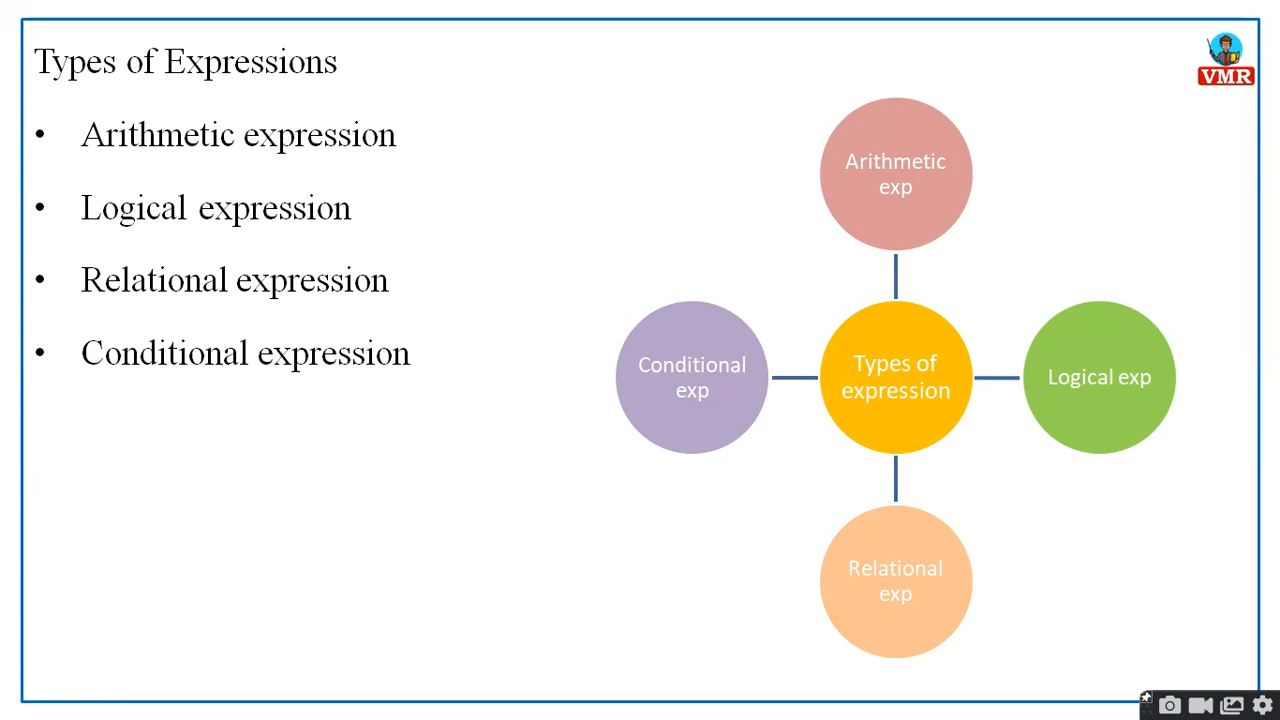 Types of Expressions
• Arithmetic expression
• Logical expression
• Relational expression
• Conditional expression
VMR
Arithmetic
exp
Conditional
exp
Types of
expression
Logical exp
Relational
exp